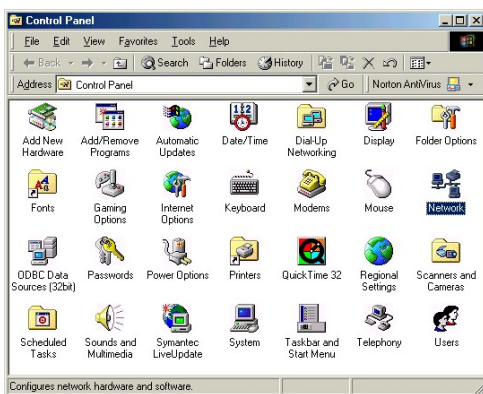 Control Panel
File Edit View Favorites Tools Help
Back Search Folders History
Address Control Panel Go Norton AntiVirus
Add New Hardware
Add/Remove Programs
Automatic Updates
Date/Time
Dial-Up Networking
Display
Folder Options
Fonts
Gaming Options
Internet Options
Keyboard
Modems
Mouse
Network
ODBC Data Sources (32bit)
Passwords
Power Options
Printers
QuickTime 32
Regional Settings
Scanners and Cameras
Scheduled Tasks
Sounds and Multimedia
Symantec LiveUpdate
System
Taskbar and Start Menu
Telephony
Users
Configures network hardware and software.